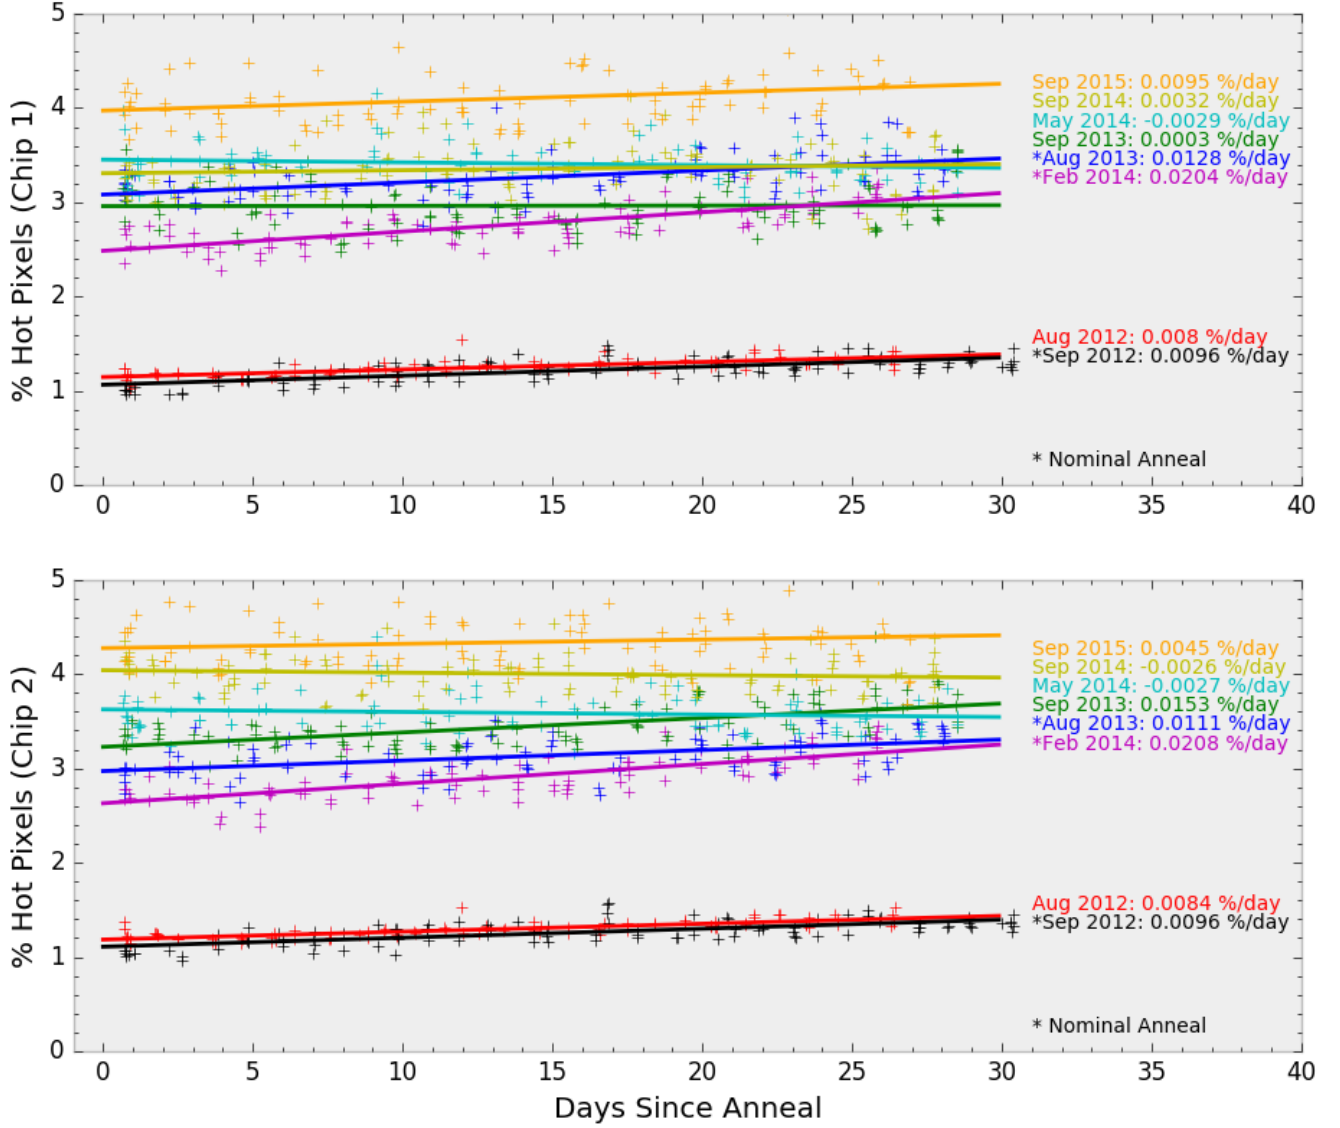 5
4
3
2
1
0
% Hot Pixels (Chip 1)
Sep 2015: 0.0095 %/day
Sep 2014: 0.0032 %/day
May 2014: -0.0029 %/day
Sep 2013: 0.0003 %/day
*Aug 2013: 0.0128 %/day
*Feb 2014: 0.0204 %/day
Aug 2012: 0.008 %/day
*Sep 2012: 0.0096 %/day
* Nominal Anneal
0 5 10 15 20 25 30 35 40
5
4
3
2
1
0
% Hot Pixels (Chip 2)
Sep 2015: 0.0045 %/day
Sep 2014: -0.0026 %/day
May 2014: -0.0027 %/day
Sep 2013: 0.0153 %/day
*Aug 2013: 0.0111 %/day
*Feb 2014: 0.0208 %/day
Aug 2012: 0.0084 %/day
*Sep 2012: 0.0096 %/day
* Nominal Anneal
0 5 10 15 20 25 30 35 40
Days Since Anneal